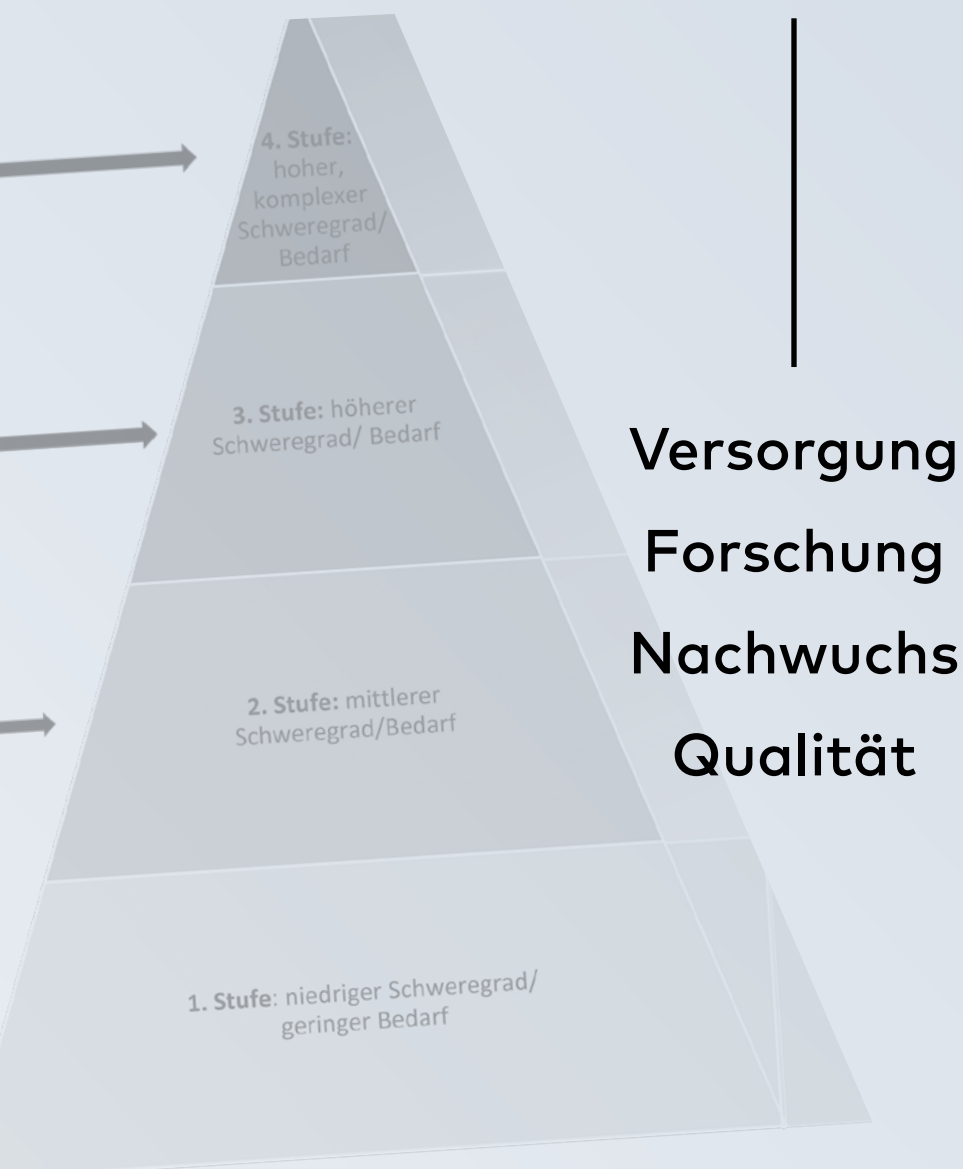 4. Stufe:
hoher,
komplexer
Schweregrad/
Bedarf
3. Stufe: höherer
Schweregrad/ Bedarf
2. Stufe: mittlerer
Schweregrad/Bedarf
1. Stufe: niedriger Schweregrad/
geringer Bedarf
Versorgung
Forschung
Nachwuchs
Qualität